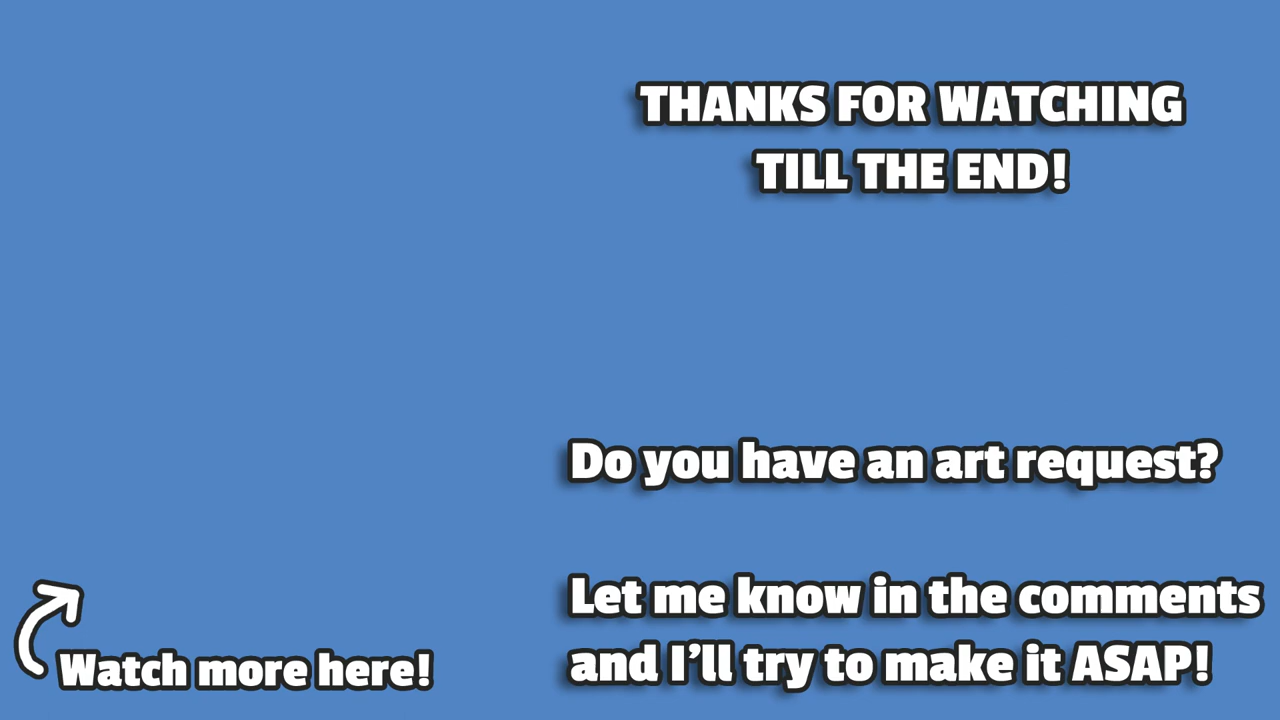 THANKS FOR WATCHING
TILL THE END!
Do you have an art request?
Let me know in the comments
and I’ll try to make it ASAP!
Watch more here!